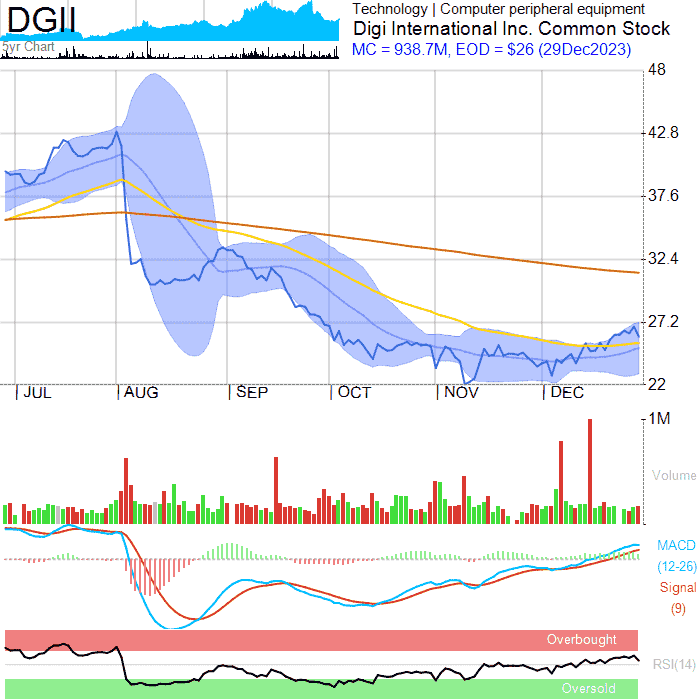 DGII
5yr Chart
Technology | Computer peripheral equipment
Digi International Inc. Common Stock
MC = 938.7M, EOD = $26 (29Dec2023)
48
42.8
37.6
32.4
27.2
22
JUL AUG SEP OCT NOV DEC
1M
Volume
MACD
(12-26)
Signal
(9)
Overbought
RSI(14)
Oversold